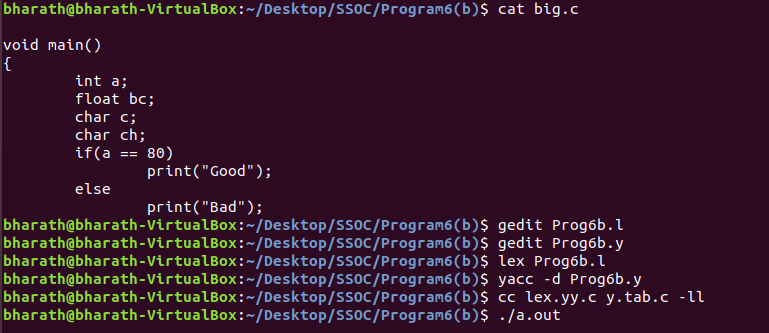 bharath@bharath-VirtualBox:~/Desktop/SSOC/Program6(b)$ cat big.c
void main()
{
int a;
float bc;
char c;
char ch;
if(a == 80)
print("Good");
else
print("Bad");
bharath@bharath-VirtualBox:~/Desktop/SSOC/Program6(b)$ gedit Prog6b.l
bharath@bharath-VirtualBox:~/Desktop/SSOC/Program6(b)$ gedit Prog6b.y
bharath@bharath-VirtualBox:~/Desktop/SSOC/Program6(b)$ lex Prog6b.l
bharath@bharath-VirtualBox:~/Desktop/SSOC/Program6(b)$ yacc -d Prog6b.y
bharath@bharath-VirtualBox:~/Desktop/SSOC/Program6(b)$ cc lex.yy.c y.tab.c -ll
bharath@bharath-VirtualBox:~/Desktop/SSOC/Program6(b)$ ./a.out